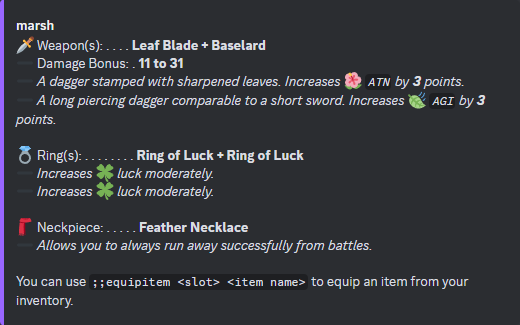 marsh
Weapon(s): . . . . Leaf Blade + Baselard
Damage Bonus: . 11 to 31
A dagger stamped with sharpened leaves. Increases ATN by 3 points.
A long piercing dagger comparable to a short sword. Increases AGI by 3
points.
Ring(s): . . . . . . . . Ring of Luck + Ring of Luck
Increases luck moderately.
Increases luck moderately.
Neckpiece: . . . . . Feather Necklace
Allows you to always run away successfully from battles.
You can use ;;equipitem <slot> <item name> to equip an item from your
inventory.